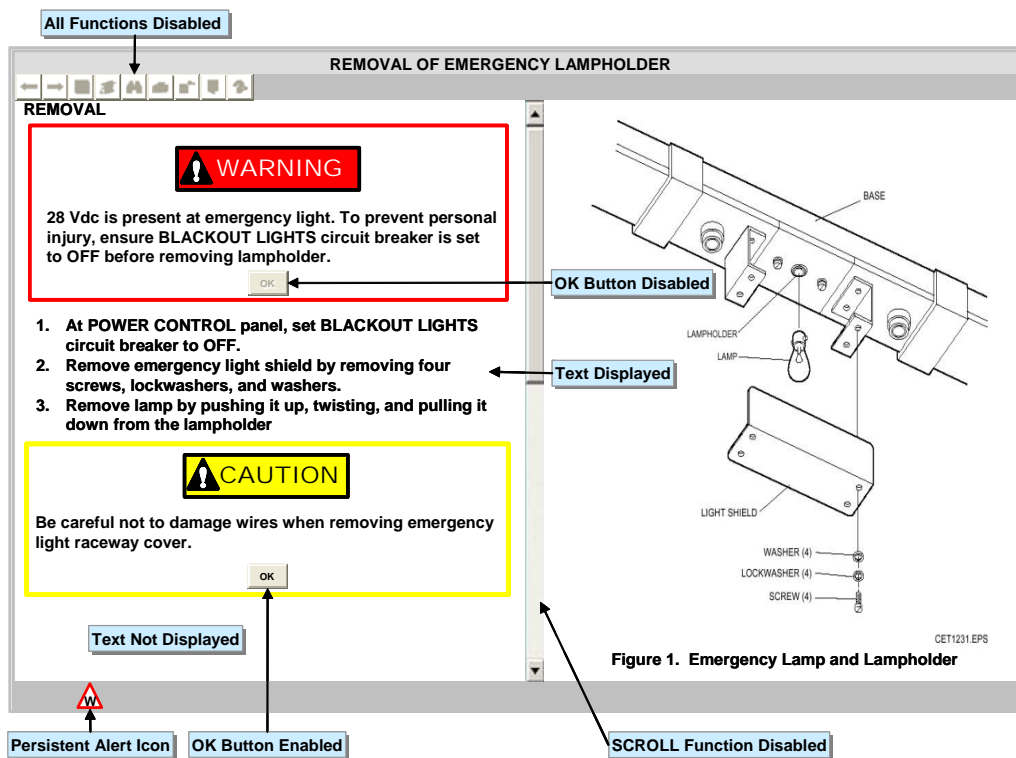 All Functions Disabled
REMOVAL OF EMERGENCY LAMPHOLDER
REMOVAL
WARNING
28 Vdc is present at emergency light. To prevent personal
injury, ensure BLACKOUT LIGHTS circuit breaker is set
to OFF before removing lampholder.
OK
OK Button Disabled
1. At POWER CONTROL panel, set BLACKOUT LIGHTS
circuit breaker to OFF.
2. Remove emergency light shield by removing four
screws, lockwashers, and washers.
3. Remove lamp by pushing it up, twisting, and pulling it
down from the lampholder
Text Displayed
CAUTION
Be careful not to damage wires when removing emergency
light raceway cover.
OK
Text Not Displayed
BASE
LAMPHOLDER
LAMP
LIGHT SHIELD
WASHER (4)
LOCKWASHER (4)
SCREW (4)
CET1231.EPS
Figure 1. Emergency Lamp and Lampholder
W
Persistent Alert Icon
OK Button Enabled
SCROLL Function Disabled